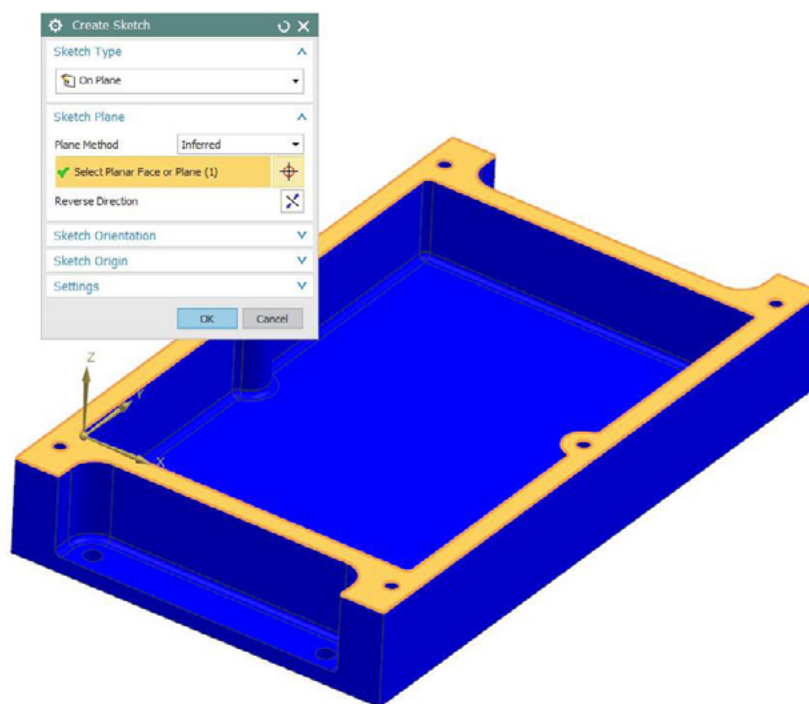 Create Sketch
Sketch Type
On Plane
Sketch Plane
Plane Method Inferred
Select Planar Face or Plane (1)
Reverse Direction
Sketch Orientation
Sketch Origin
Settings
OK Cancel
Z
Y
X